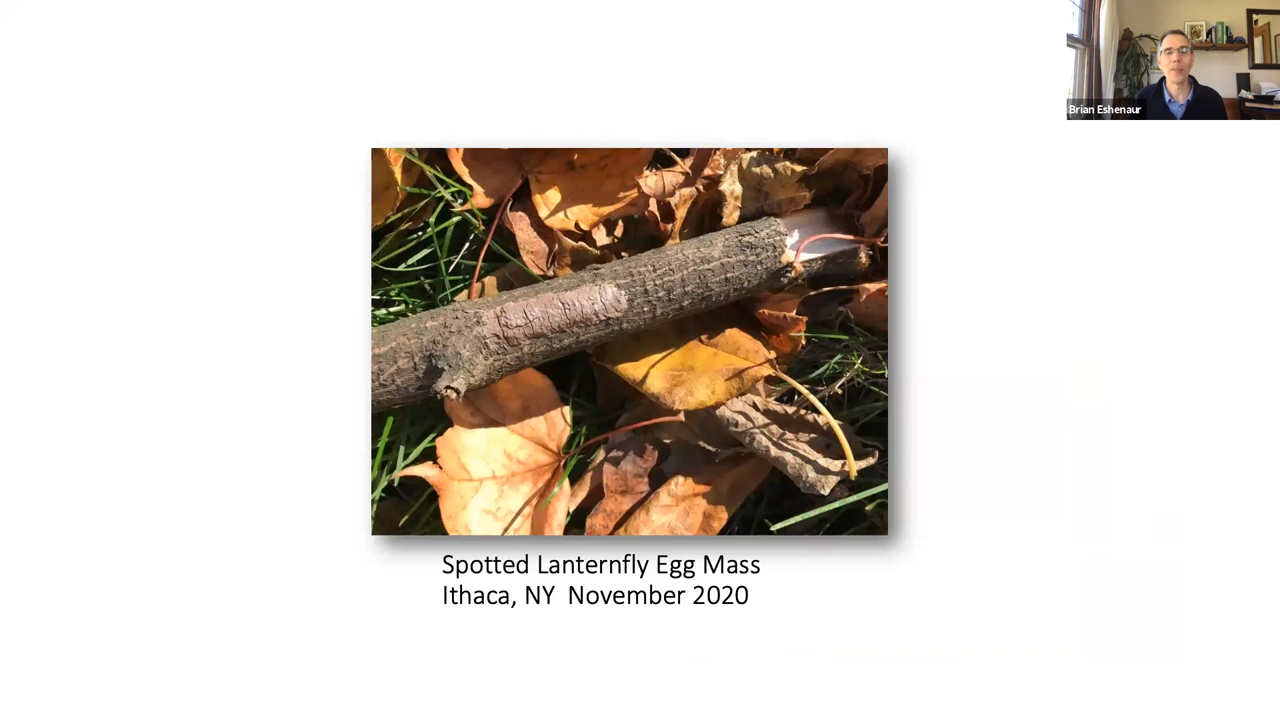 Brian Eshenaur
Spotted Lanternfly Egg Mass
Ithaca, NY  November 2020